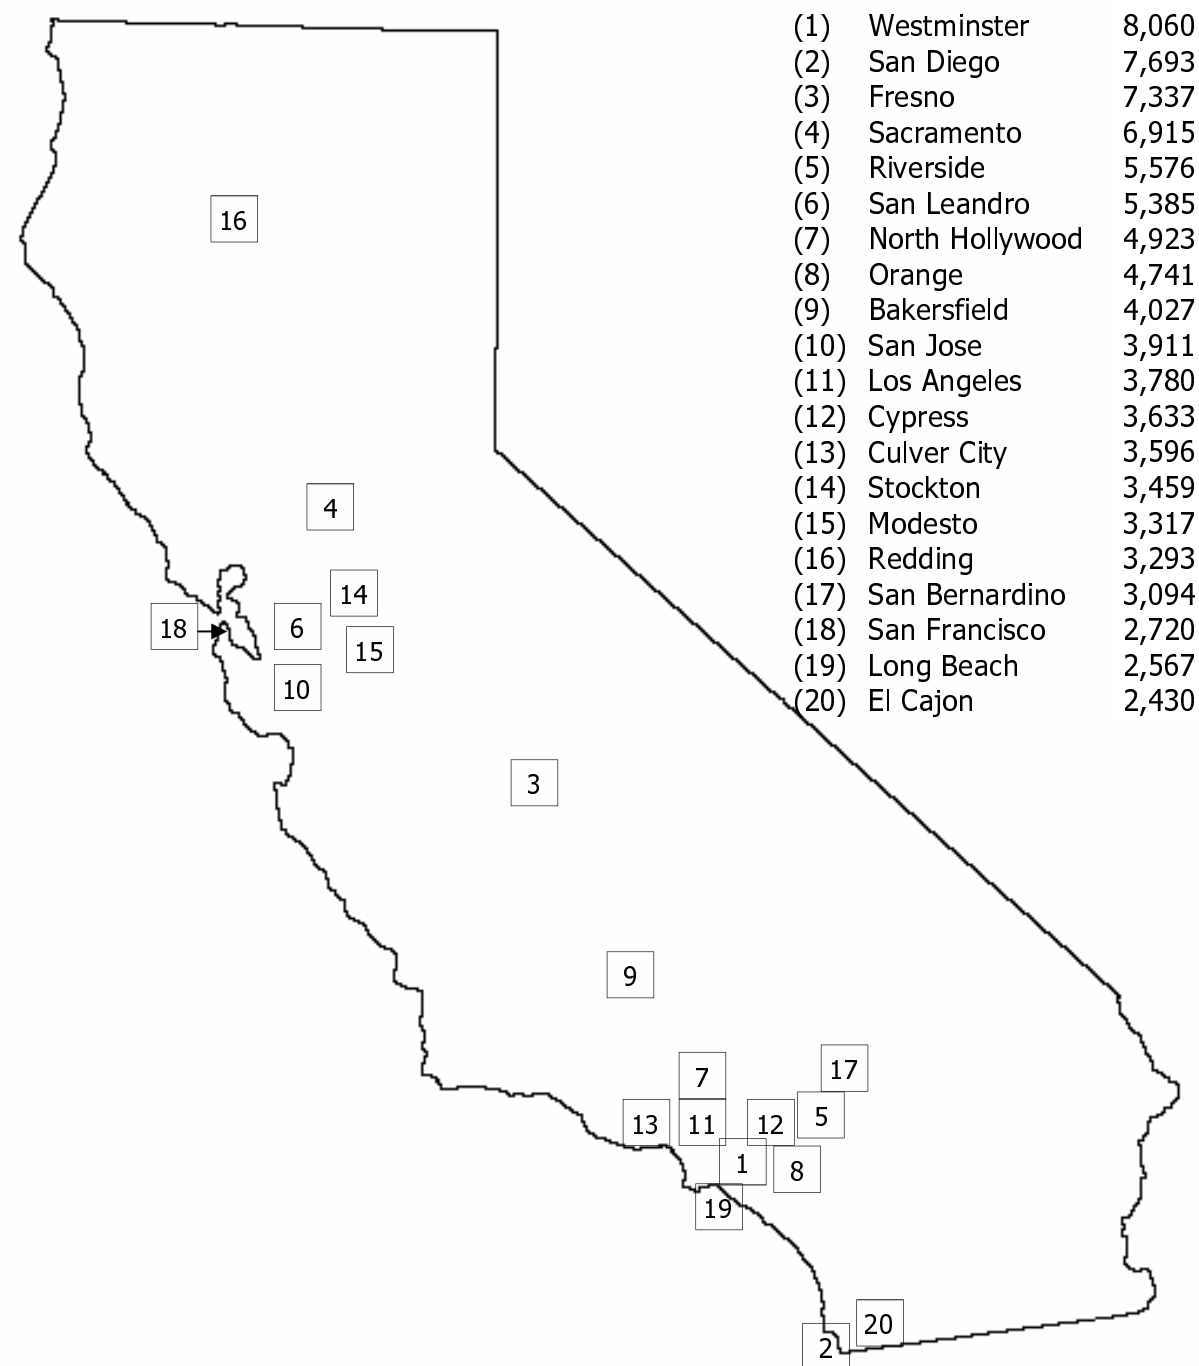 (1) Westminster 8,060
(2) San Diego 7,693
(3) Fresno 7,337
(4) Sacramento 6,915
(5) Riverside 5,576
(6) San Leandro 5,385
(7) North Hollywood 4,923
(8) Orange 4,741
(9) Bakersfield 4,027
(10) San Jose 3,911
(11) Los Angeles 3,780
(12) Cypress 3,633
(13) Culver City 3,596
(14) Stockton 3,459
(15) Modesto 3,317
(16) Redding 3,293
(17) San Bernardino 3,094
(18) San Francisco 2,720
(19) Long Beach 2,567
(20) El Cajon 2,430
16
4
14
18
6
15
10
3
9
17
7
5
13
11
12
1
8
19
20
2